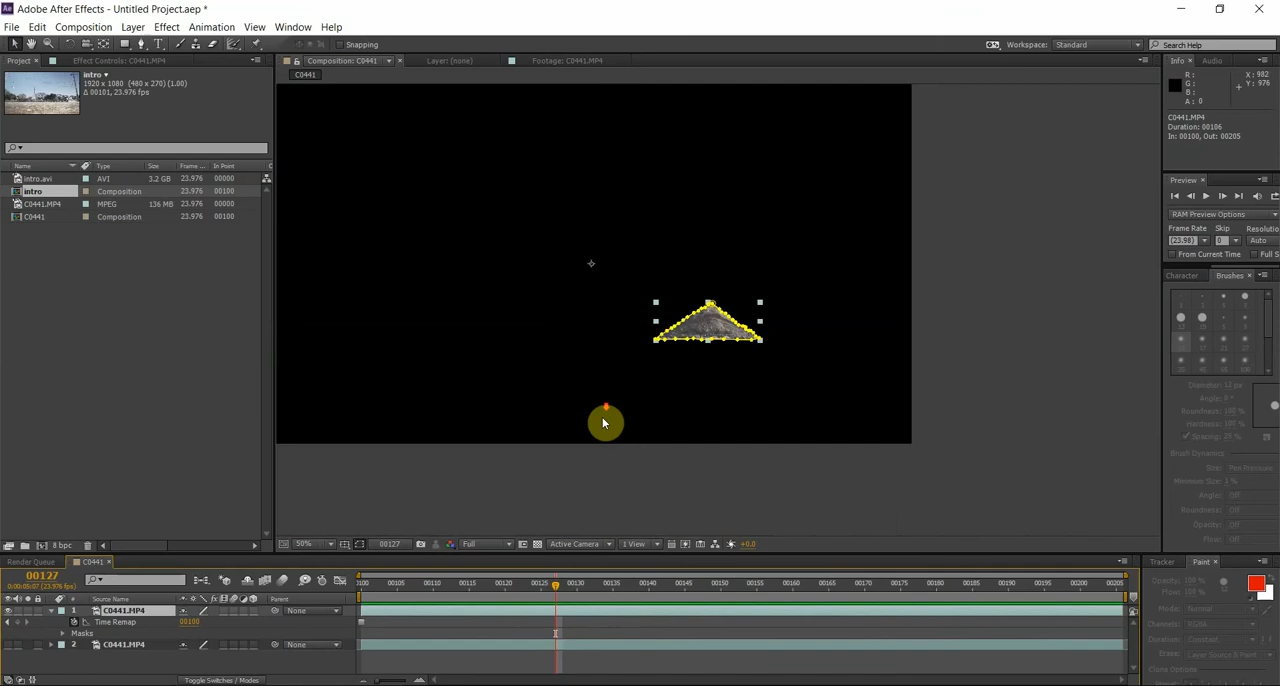 Adobe After Effects - Untitled Project.aep *
File Edit Composition Layer Effect Animation View Window Help
Snapping
Workspace: Standard
Search Help
Project × Effect Controls: C0441.MP4
Composition: C0441 Layer: (none) Footage: C0441.MP4
Info × Audio
C0441
intro ▾
1920 x 1080 (480 x 270) (1.00)
Δ 00101, 23.976 fps
R:
G:
B:
A: 0
X: 982
Y: 976
C0441.MP4
Duration: 00106
In: 00100, Out: 00205
Name Type Size Frame ... In Point
intro.avi AVI 3.2 GB 23.976 00000
intro Composition 23.976 00100
C0441.MP4 MPEG 136 MB 23.976 00000
C0441 Composition 23.976 00100
Preview ×
RAM Preview Options
Frame Rate Skip Resolutio
(23.98) 0 Auto
From Current Time Full S
Character Brushes ×
Diameter: 12 px
Angle: 0°
Roundness: 100 %
Hardness: 100 %
Spacing:
Brush Dynamics
Size: Pen Pressure
Minimum Size: 1 %
Angle: Off
Roundness: Off
Opacity: Off
Flow: Off
8 bpc
50% 00127 Full Active Camera 1 View +0.0
Render Queue C0441 ×
Tracker Paint ×
00127
0:00:05:07 (23.976 fps)
0100 00105 00110 00115 00120 00125 00130 00135 00140 00145 00150 00155 00160 00165 00170 00175 00180 00185 00190 00195 00200 00205
# Source Name Parent
1 C0441.MP4 None
Time Remap 00100
Masks
2 C0441.MP4 None
Toggle Switches / Modes
Opacity: 100 %
Flow: 100 %
Mode: Normal
Channels: RGBA
Duration: Constant
Erase: Layer Source & Paint
Clone Options